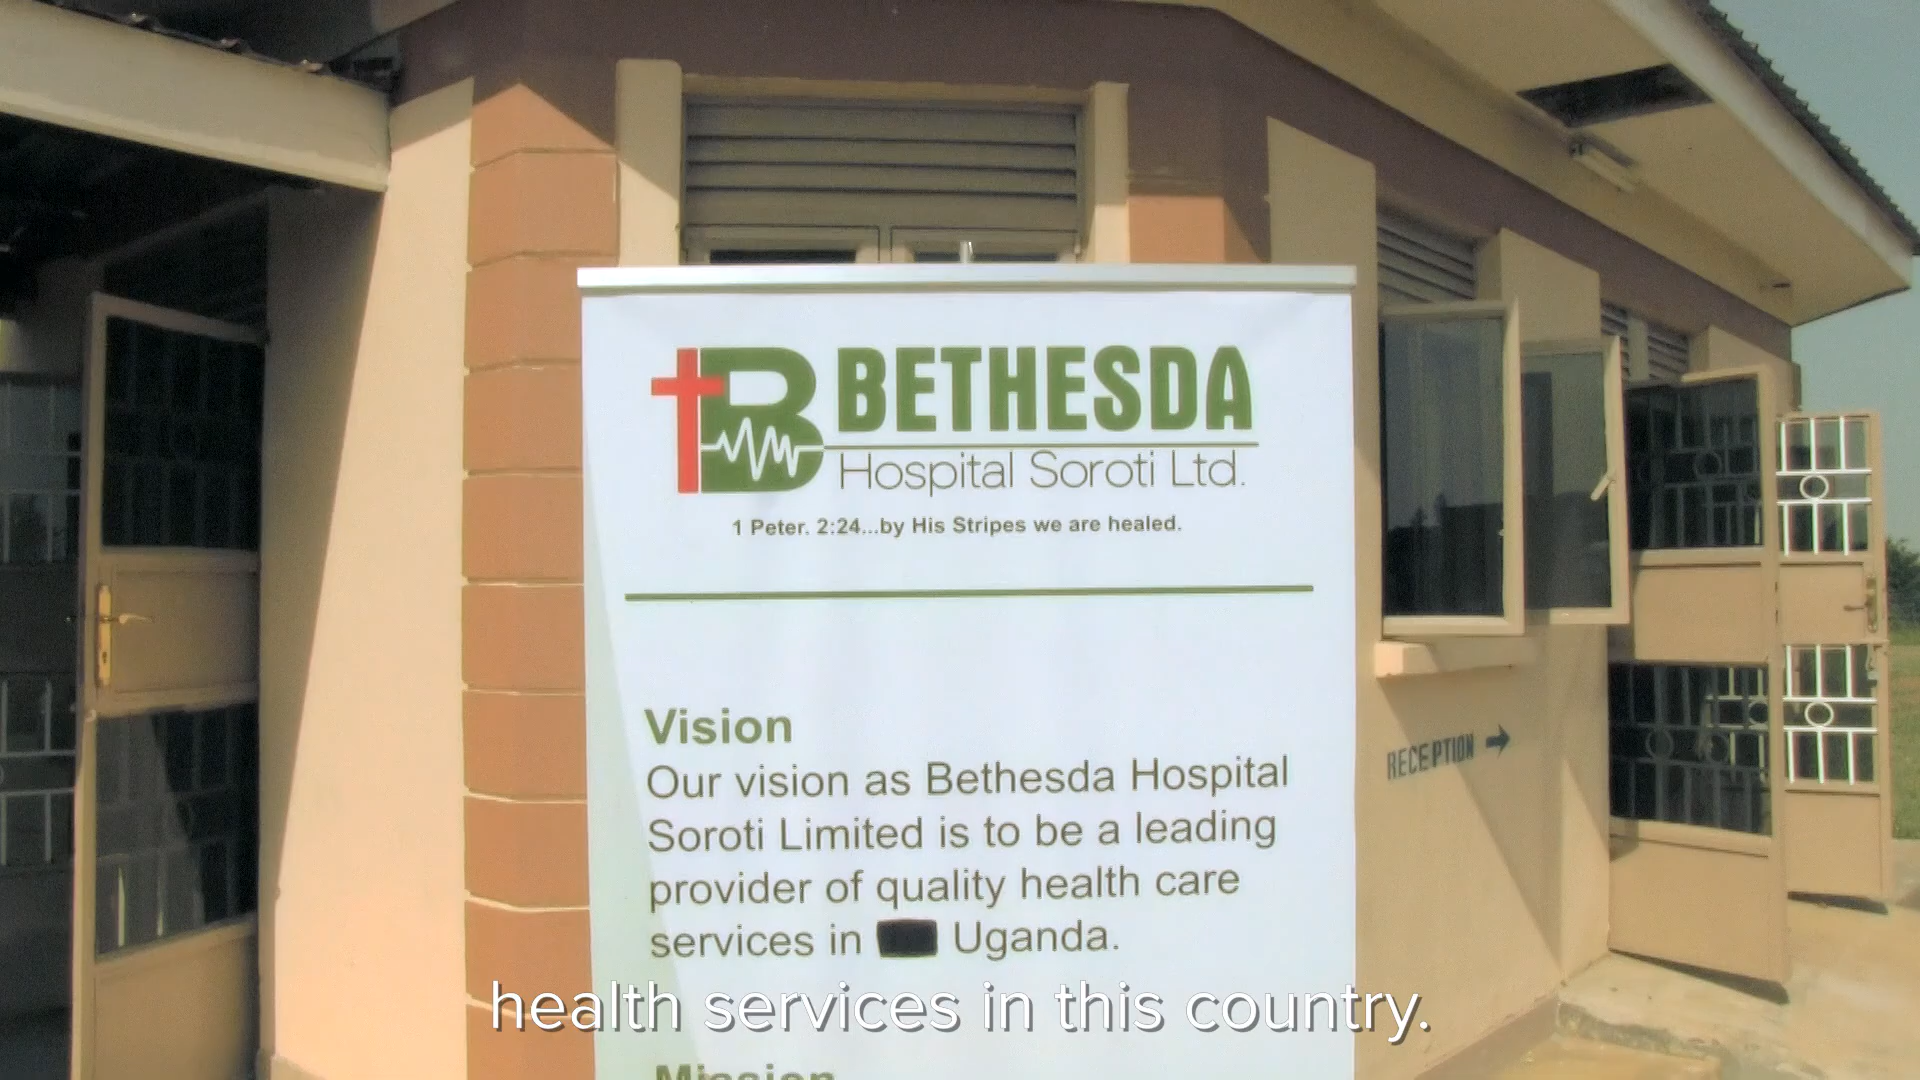 BETHESDA
Hospital Soroti Ltd.
1 Peter. 2:24...by His Stripes we are healed.
Vision
Our vision as Bethesda Hospital
Soroti Limited is to be a leading
provider of quality health care
services in Uganda.
RECEPTION
health services in this country.
Mission